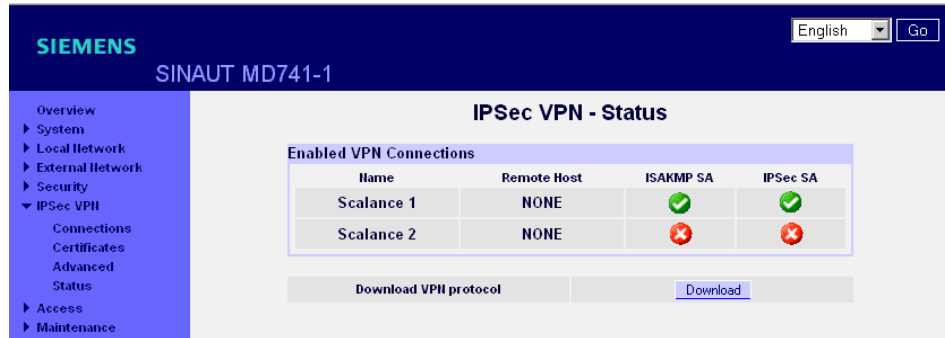 English Go
SIEMENS
SINAUT MD741-1
Overview
System
Local Network
External Network
Security
IPSec VPN
Connections
Certificates
Advanced
Status
Access
Maintenance
IPSec VPN - Status
Enabled VPN Connections
Name Remote Host ISAKMP SA IPSec SA
Scalance 1 NONE
Scalance 2 NONE
Download VPN protocol Download